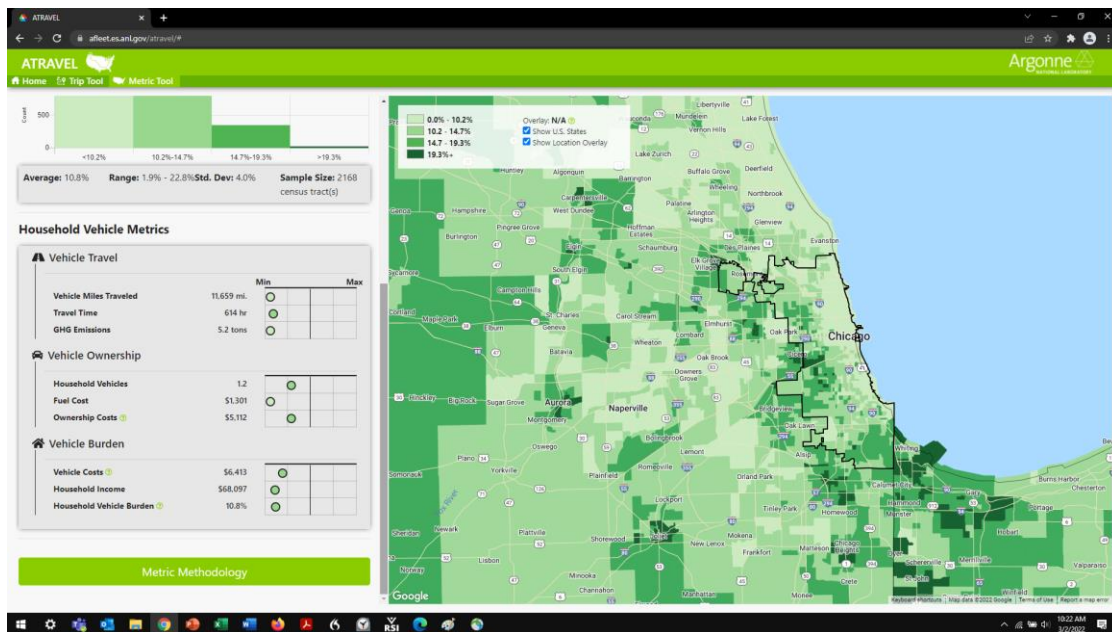 ATRAVEL
afleet.es.anl.gov/atravel/#
ATRAVEL
Argonne
NATIONAL LABORATORY
Home Trip Tool Metric Tool
Count
500
0
<10.2% 10.2%-14.7% 14.7%-19.3% >19.3%
Average: 10.8% Range: 1.9% - 22.8%Std. Dev: 4.0% Sample Size: 2168
census tract(s)
Household Vehicle Metrics
Vehicle Travel
Min Max
Vehicle Miles Traveled 11,659 mi.
Travel Time 614 hr
GHG Emissions 5.2 tons
Vehicle Ownership
Household Vehicles 1.2
Fuel Cost $1,301
Ownership Costs $5,112
Vehicle Burden
Vehicle Costs $6,413
Household Income $68,097
Household Vehicle Burden 10.8%
Metric Methodology
0.0% - 10.2%
10.2 - 14.7%
14.7 - 19.3%
19.3%+
Overlay: N/A
Show U.S. States
Show Location Overlay
Libertyville
Mundelein Lake Forest
Vernon Hills
Lake Zurich
Huntley Algonquin Barrington Buffalo Grove Deerfield
Wheeling Northbrook
Carpentersville
Genoa Hampshire West Dundee Palatine
Arlington
Heights Glenview
Pingree Grove Hoffman
Estates
Burlington Schaumburg Des Plaines Evanston
Elgin
Elk Grove
Village
Sycamore South Elgin
Campton Hills
Cortland Maple Park St. Charles Carol Stream
Elburn Geneva Elmhurst Oak Park Chicago
Lombard
Wheaton Cicero
Batavia Oak Brook
Downers
Grove
Hinckley Big Rock Sugar Grove Aurora Naperville Bridgeview
Montgomery Oak Lawn
Oswego Bolingbrook Whiting
Plano Lemont Alsip
Somonauk Yorkville Plainfield Romeoville Orland Park Calumet City Burns Harbor
Chesterton
Lockport Gary
Hammond
Tinley Park Homewood Munster Portage
Sheridan Newark Plattville Shorewood Joliet Mokena Hobart
New Lenox Chicago
Heights
Matteson
Lisbon Frankfort Dyer Merrillville
Schererville Valparaiso
Norway Minooka Crete St. John
Channahon Manhattan Monee Winfield
Google
Keyboard shortcuts Map data ©2022 Google Terms of Use Report a map error
RSI
10:22 AM
3/2/2022